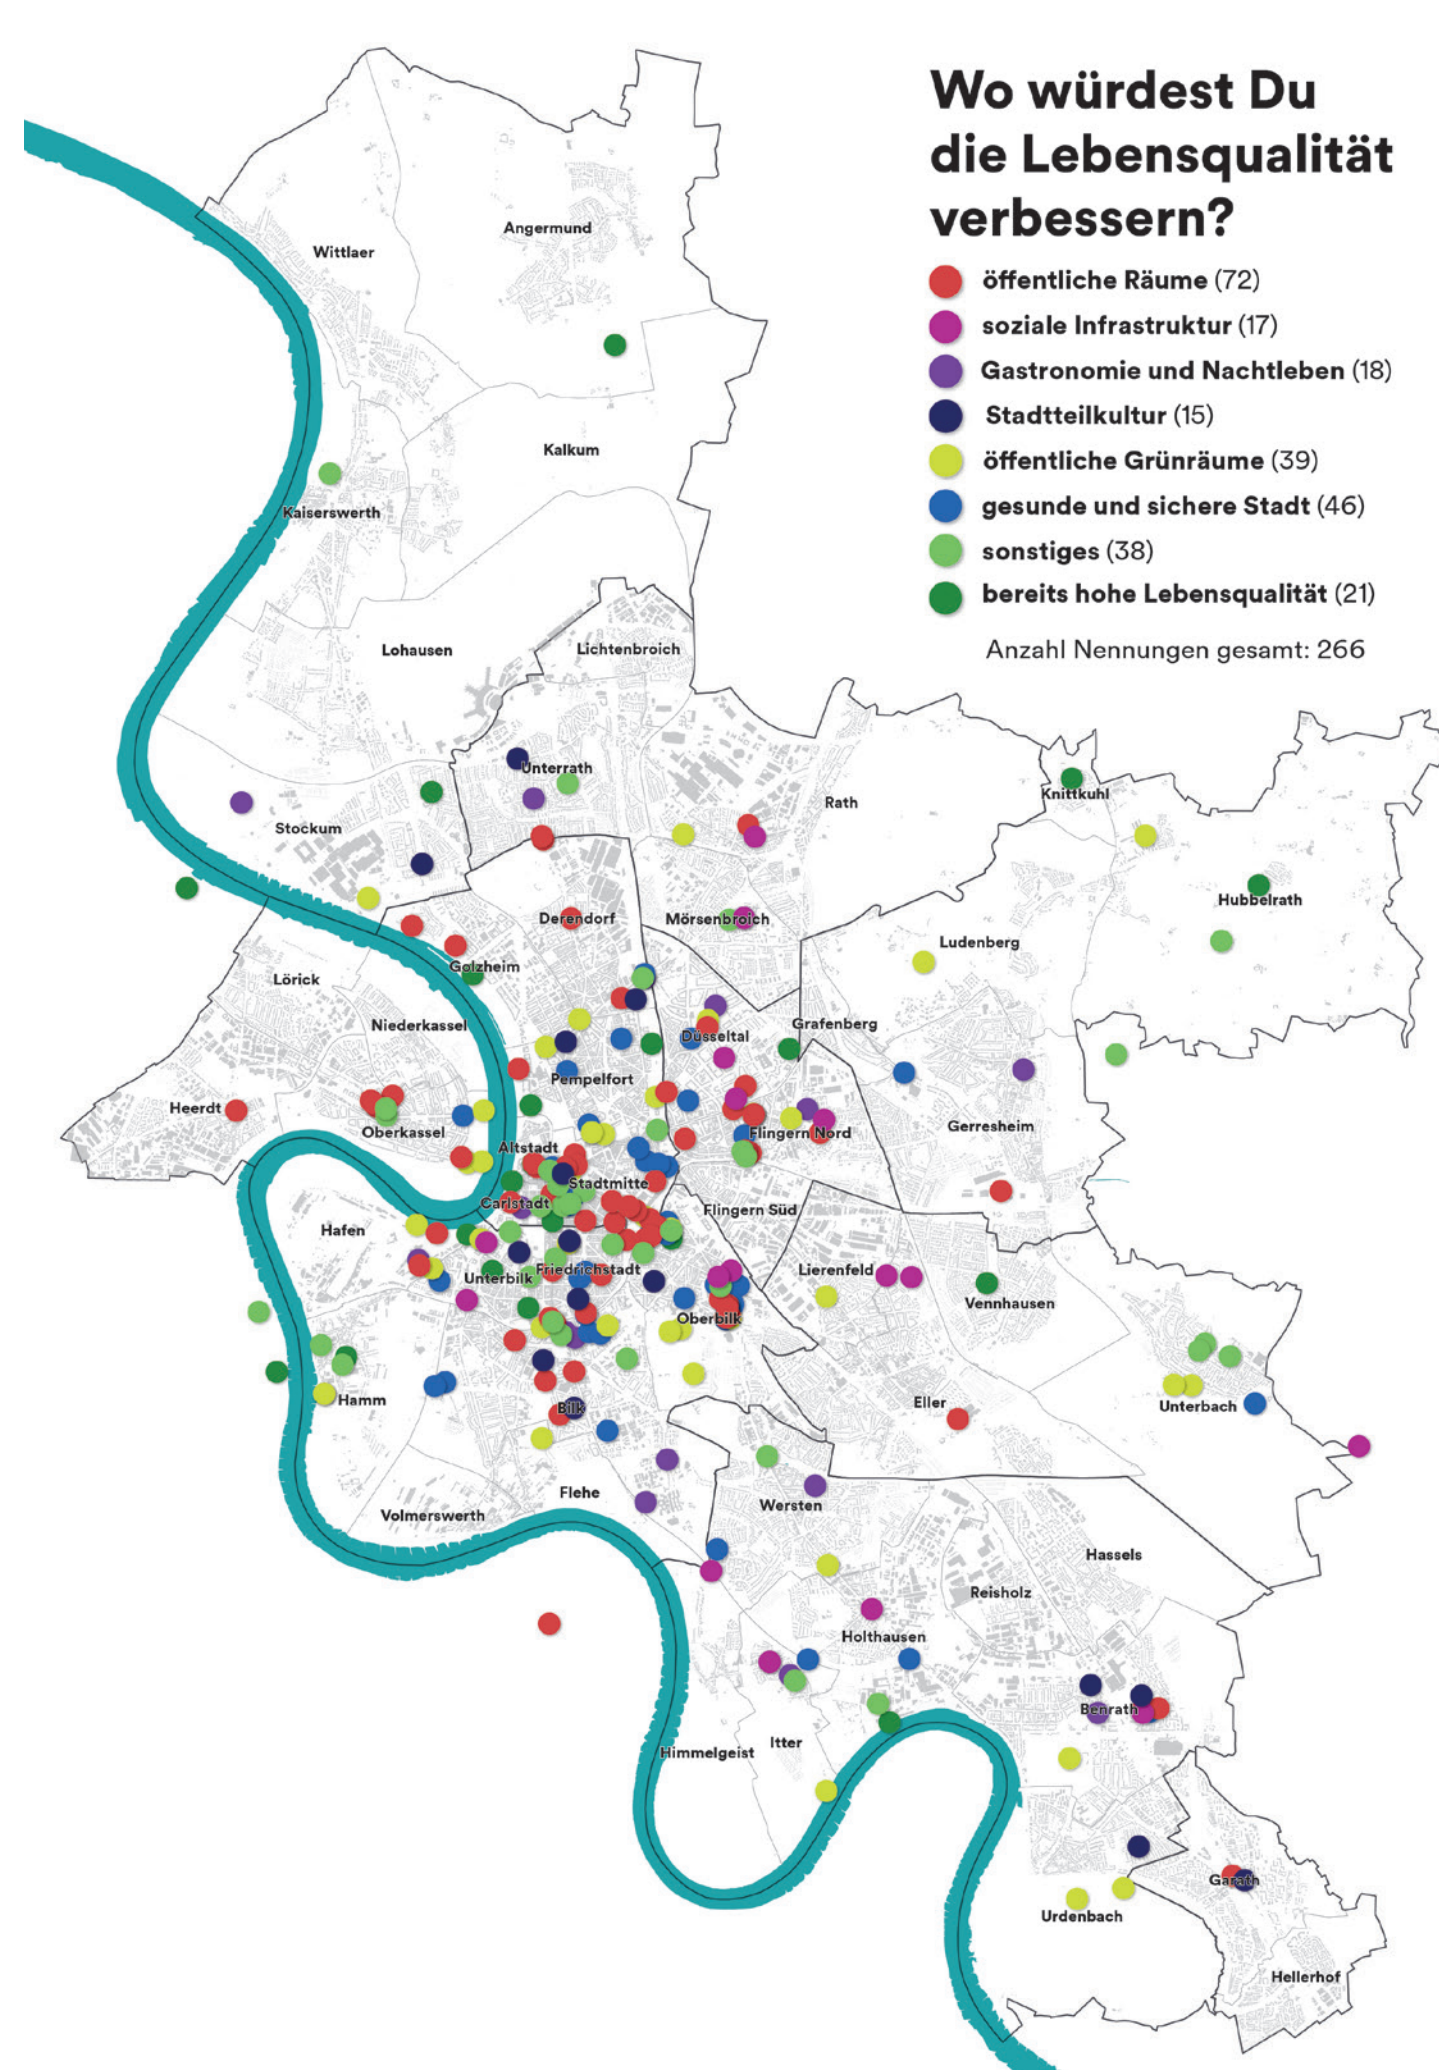 Wo würdest Du
die Lebensqualität
verbessern?
öffentliche Räume (72)
soziale Infrastruktur (17)
Gastronomie und Nachtleben (18)
Stadtteilkultur (15)
öffentliche Grünräume (39)
gesunde und sichere Stadt (46)
sonstiges (38)
bereits hohe Lebensqualität (21)
Anzahl Nennungen gesamt: 266
Angermund
Wittlaer
Kalkum
Kaiserswerth
Lohausen
Lichtenbroich
Unterrath
Knittkuhl
Rath
Stockum
Hubbelrath
Derendorf
Mörsenbroich
Ludenberg
Golzheim
Lörick
Niederkassel
Grafenberg
Düsseltal
Pempelfort
Heerdt
Oberkassel
Flingern Nord
Gerresheim
Altstadt
Stadtmitte
Carlstadt
Flingern Süd
Hafen
Friedrichstadt
Lierenfeld
Unterbilk
Vennhausen
Oberbilk
Hamm
Eller
Unterbach
Bilk
Flehe
Wersten
Volmerswerth
Hassels
Reisholz
Holthausen
Benrath
Itter
Himmelgeist
Garath
Urdenbach
Hellerhof